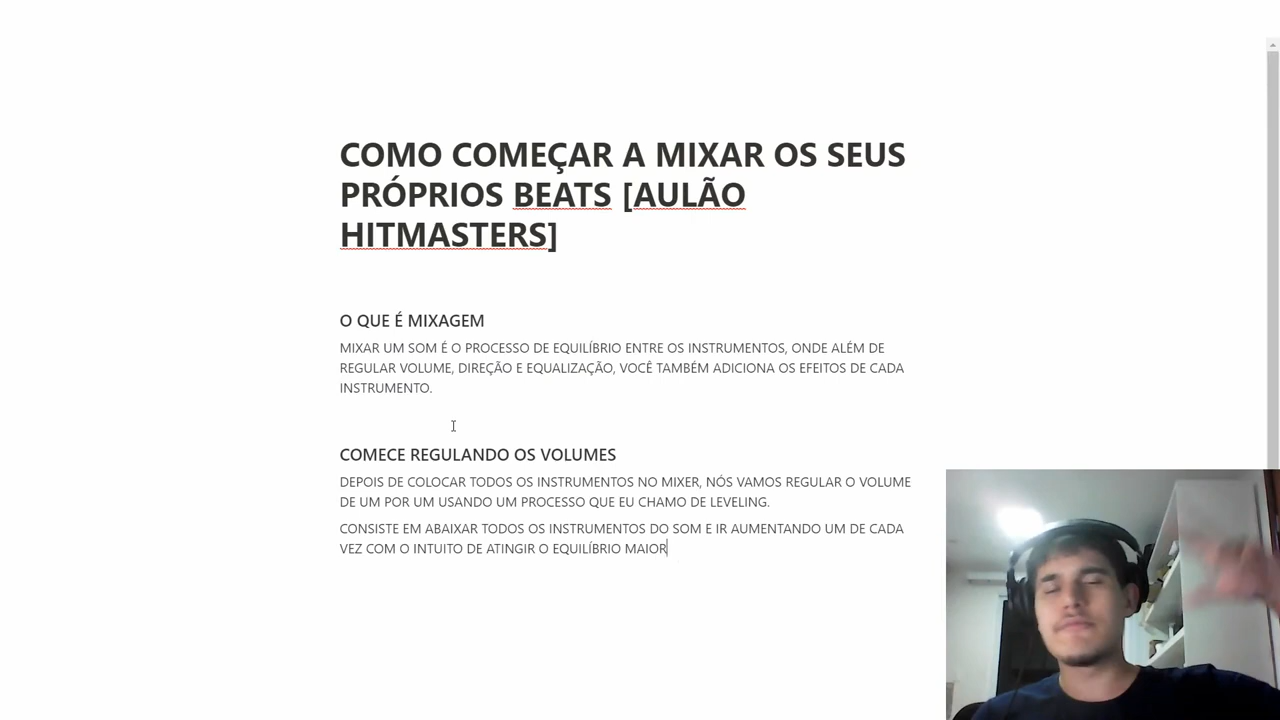 COMO COMEÇAR A MIXAR OS SEUS
PRÓPRIOS BEATS [AULÃO
HITMASTERS]
O QUE É MIXAGEM
MIXAR UM SOM É O PROCESSO DE EQUILÍBRIO ENTRE OS INSTRUMENTOS, ONDE ALÉM DE
REGULAR VOLUME, DIREÇÃO E EQUALIZAÇÃO, VOCÊ TAMBÉM ADICIONA OS EFEITOS DE CADA
INSTRUMENTO.
COMECE REGULANDO OS VOLUMES
DEPOIS DE COLOCAR TODOS OS INSTRUMENTOS NO MIXER, NÓS VAMOS REGULAR O VOLUME
DE UM POR UM USANDO UM PROCESSO QUE EU CHAMO DE LEVELING.
CONSISTE EM ABAIXAR TODOS OS INSTRUMENTOS DO SOM E IR AUMENTANDO UM DE CADA
VEZ COM O INTUITO DE ATINGIR O EQUILÍBRIO MAIOR